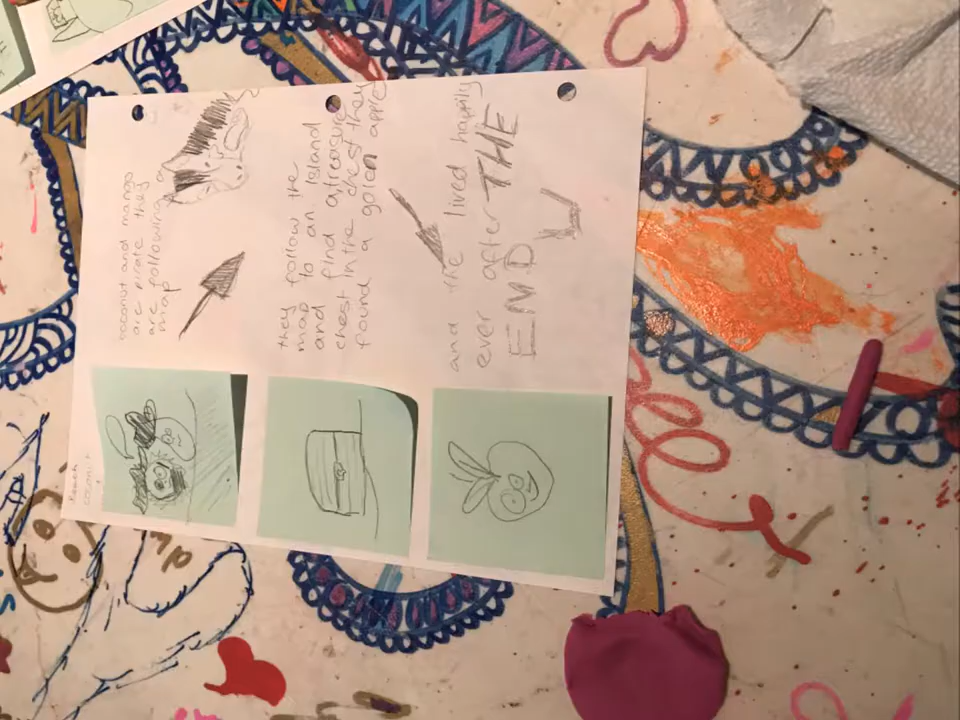 coconut and mango
are pirate they
are following a
map
they follow the
map to an Island
and find a treasure
chest in the chest they
found a golen apple
and the lived happily
ever after THE
END